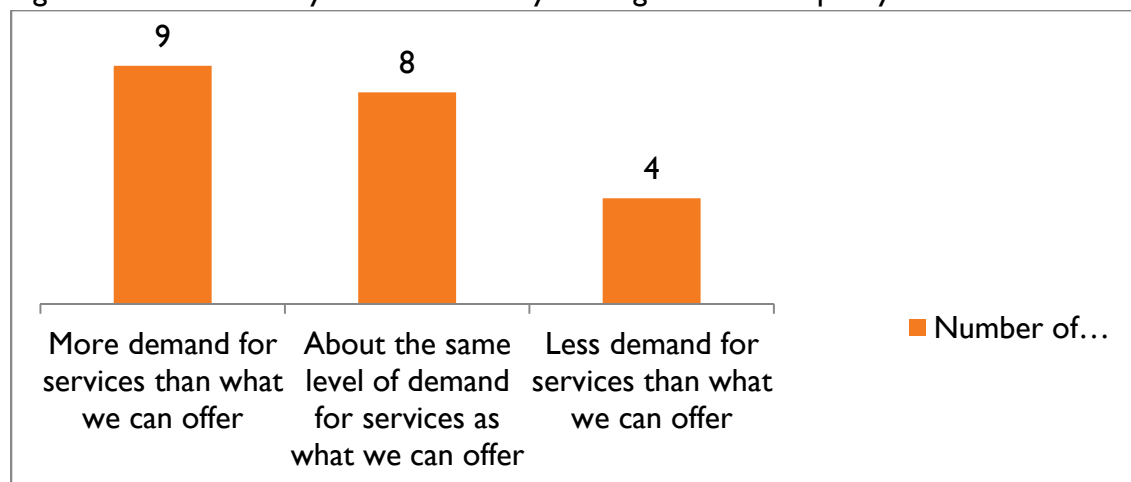 9
8
4
More demand for
services than what
we can offer
About the same
level of demand
for services as
what we can offer
Less demand for
services than what
we can offer
Number of…